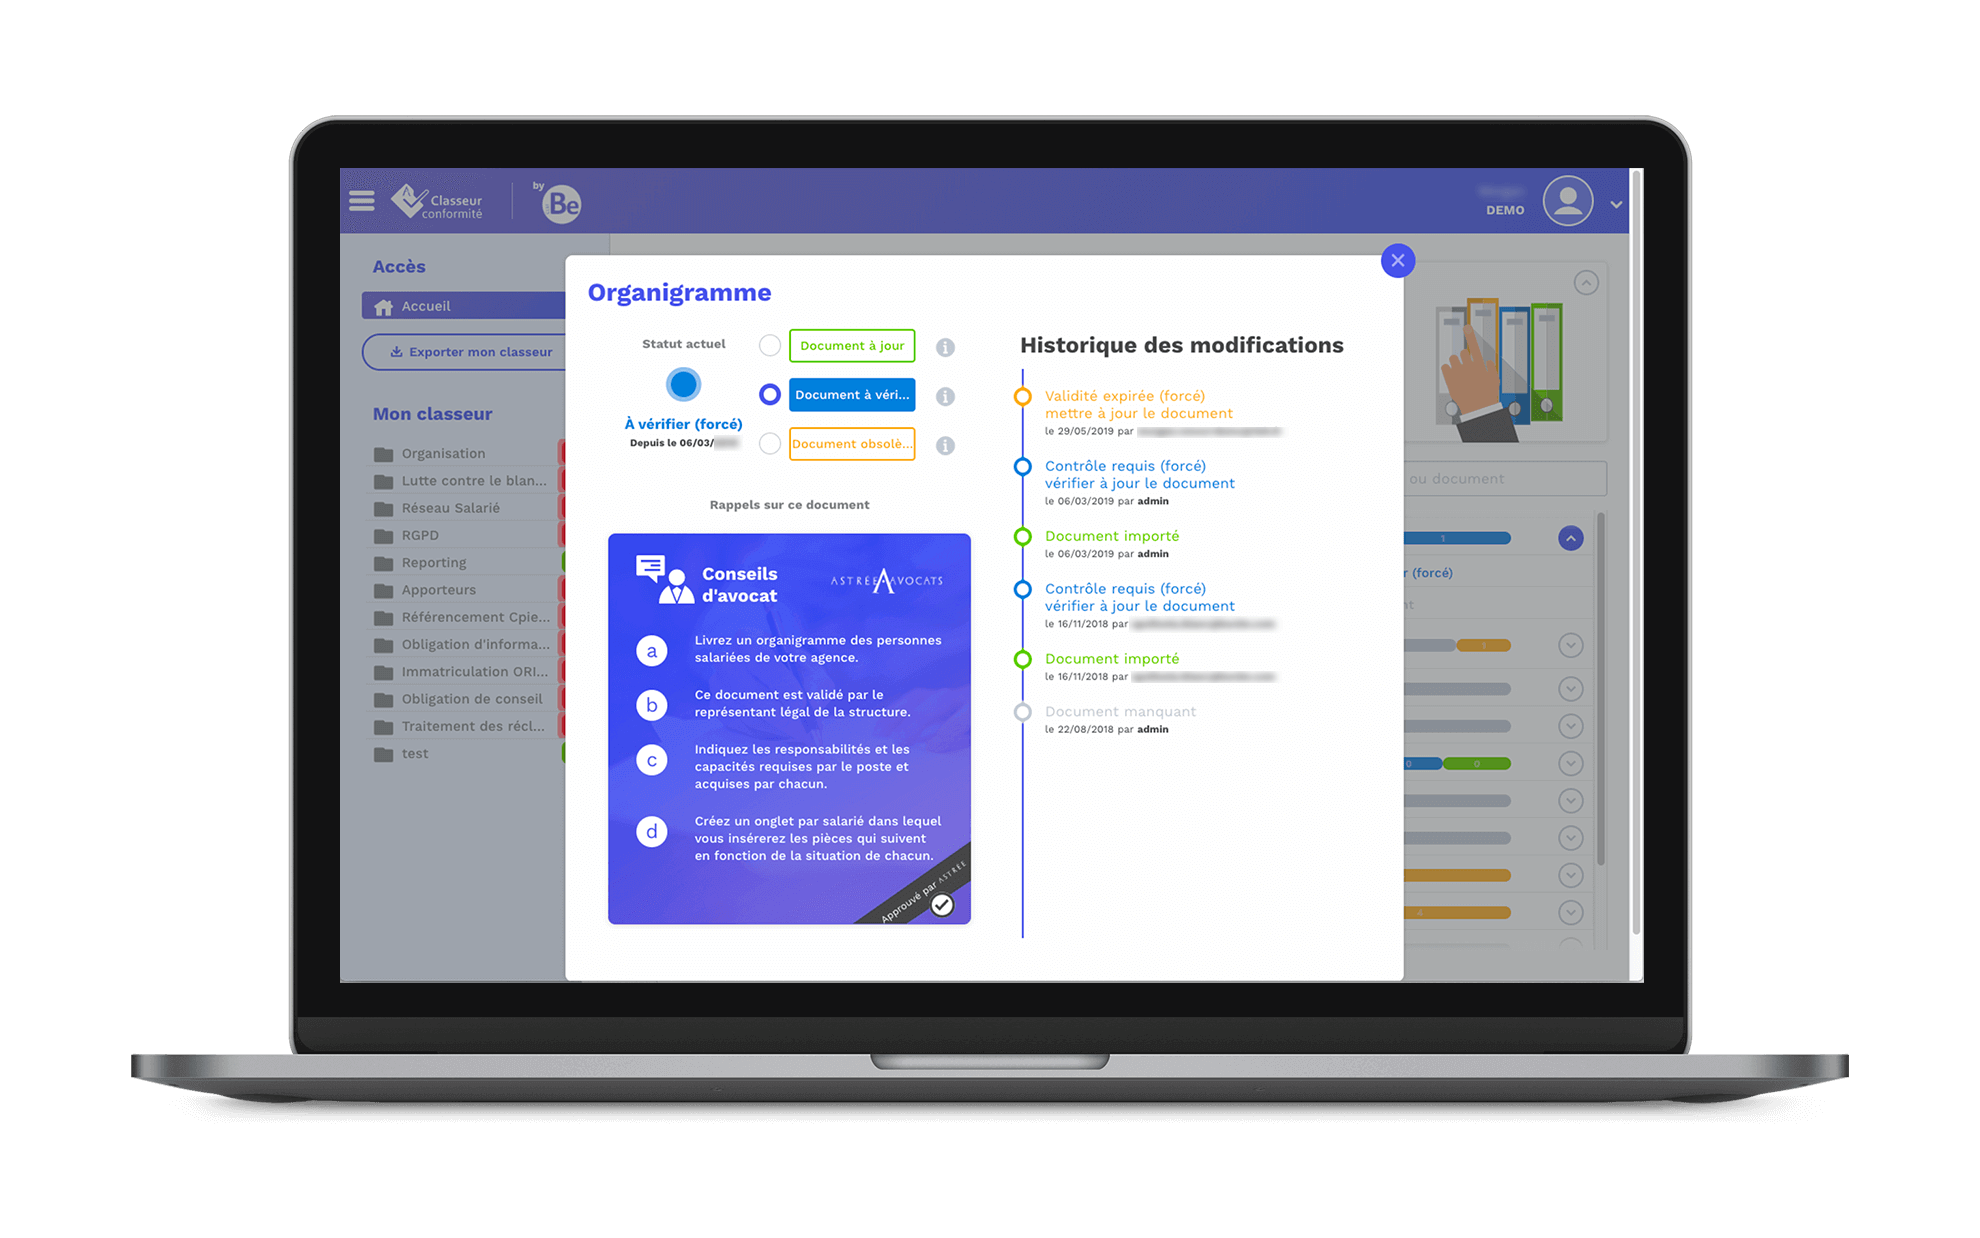 Classeur
conformité
by
Be
DEMO
Accès
Accueil
Exporter mon classeur
Mon classeur
Organisation
Lutte contre le blan...
Réseau Salarié
RGPD
Reporting
Apporteurs
Référencement Cpie...
Obligation d'informa...
Immatriculation ORI...
Obligation de conseil
Traitement des récl...
test
Organigramme
Statut actuel
À vérifier (forcé)
Depuis le 06/03/
Document à jour
Document à véri...
Document obsolè...
Rappels sur ce document
Conseils
d'avocat
ASTRÉE AVOCATS
a
Livrez un organigramme des personnes
salariées de votre agence.
b
Ce document est validé par le
représentant légal de la structure.
c
Indiquez les responsabilités et les
capacités requises par le poste et
acquises par chacun.
d
Créez un onglet par salarié dans lequel
vous insérerez les pièces qui suivent
en fonction de la situation de chacun.
Approuvé par ASTRÉE
Historique des modifications
Validité expirée (forcé)
mettre à jour le document
le 29/05/2019 par
Contrôle requis (forcé)
vérifier à jour le document
le 06/03/2019 par admin
Document importé
le 06/03/2019 par admin
Contrôle requis (forcé)
vérifier à jour le document
le 16/11/2018 par
Document importé
le 16/11/2018 par
Document manquant
le 22/08/2018 par admin
ou document
1
r (forcé)
nt
1
0
0
4